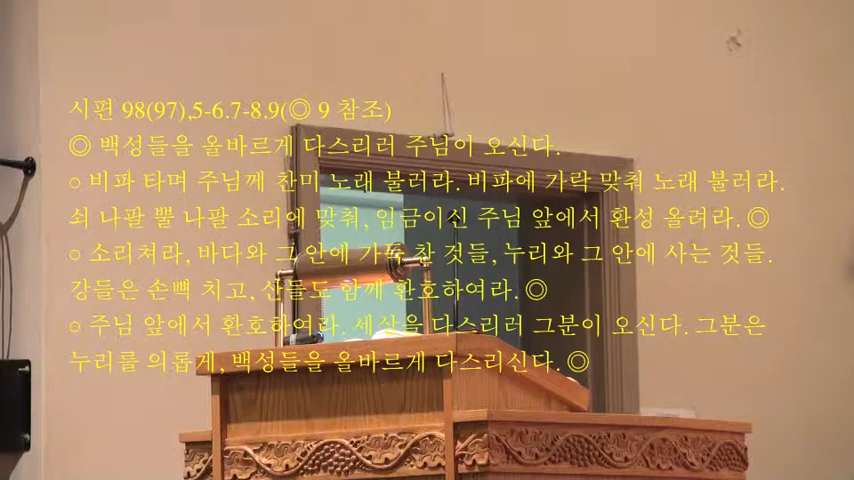 시편 98(97),5-6.7-8.9(◎ 9 참조)
◎ 백성들을 올바르게 다스리러 주님이 오신다.
○ 비파 타며 주님께 찬미 노래 불러라. 비파에 가락 맞춰 노래 불러라.
쇠 나팔 뿔 나팔 소리에 맞춰, 임금이신 주님 앞에서 환성 올려라. ◎
○ 소리쳐라, 바다와 그 안에 가득 찬 것들, 누리와 그 안에 사는 것들.
강들은 손뼉 치고, 산들도 함께 환호하여라. ◎
○ 주님 앞에서 환호하여라. 세상을 다스리러 그분이 오신다. 그분은
누리를 의롭게, 백성들을 올바르게 다스리신다. ◎